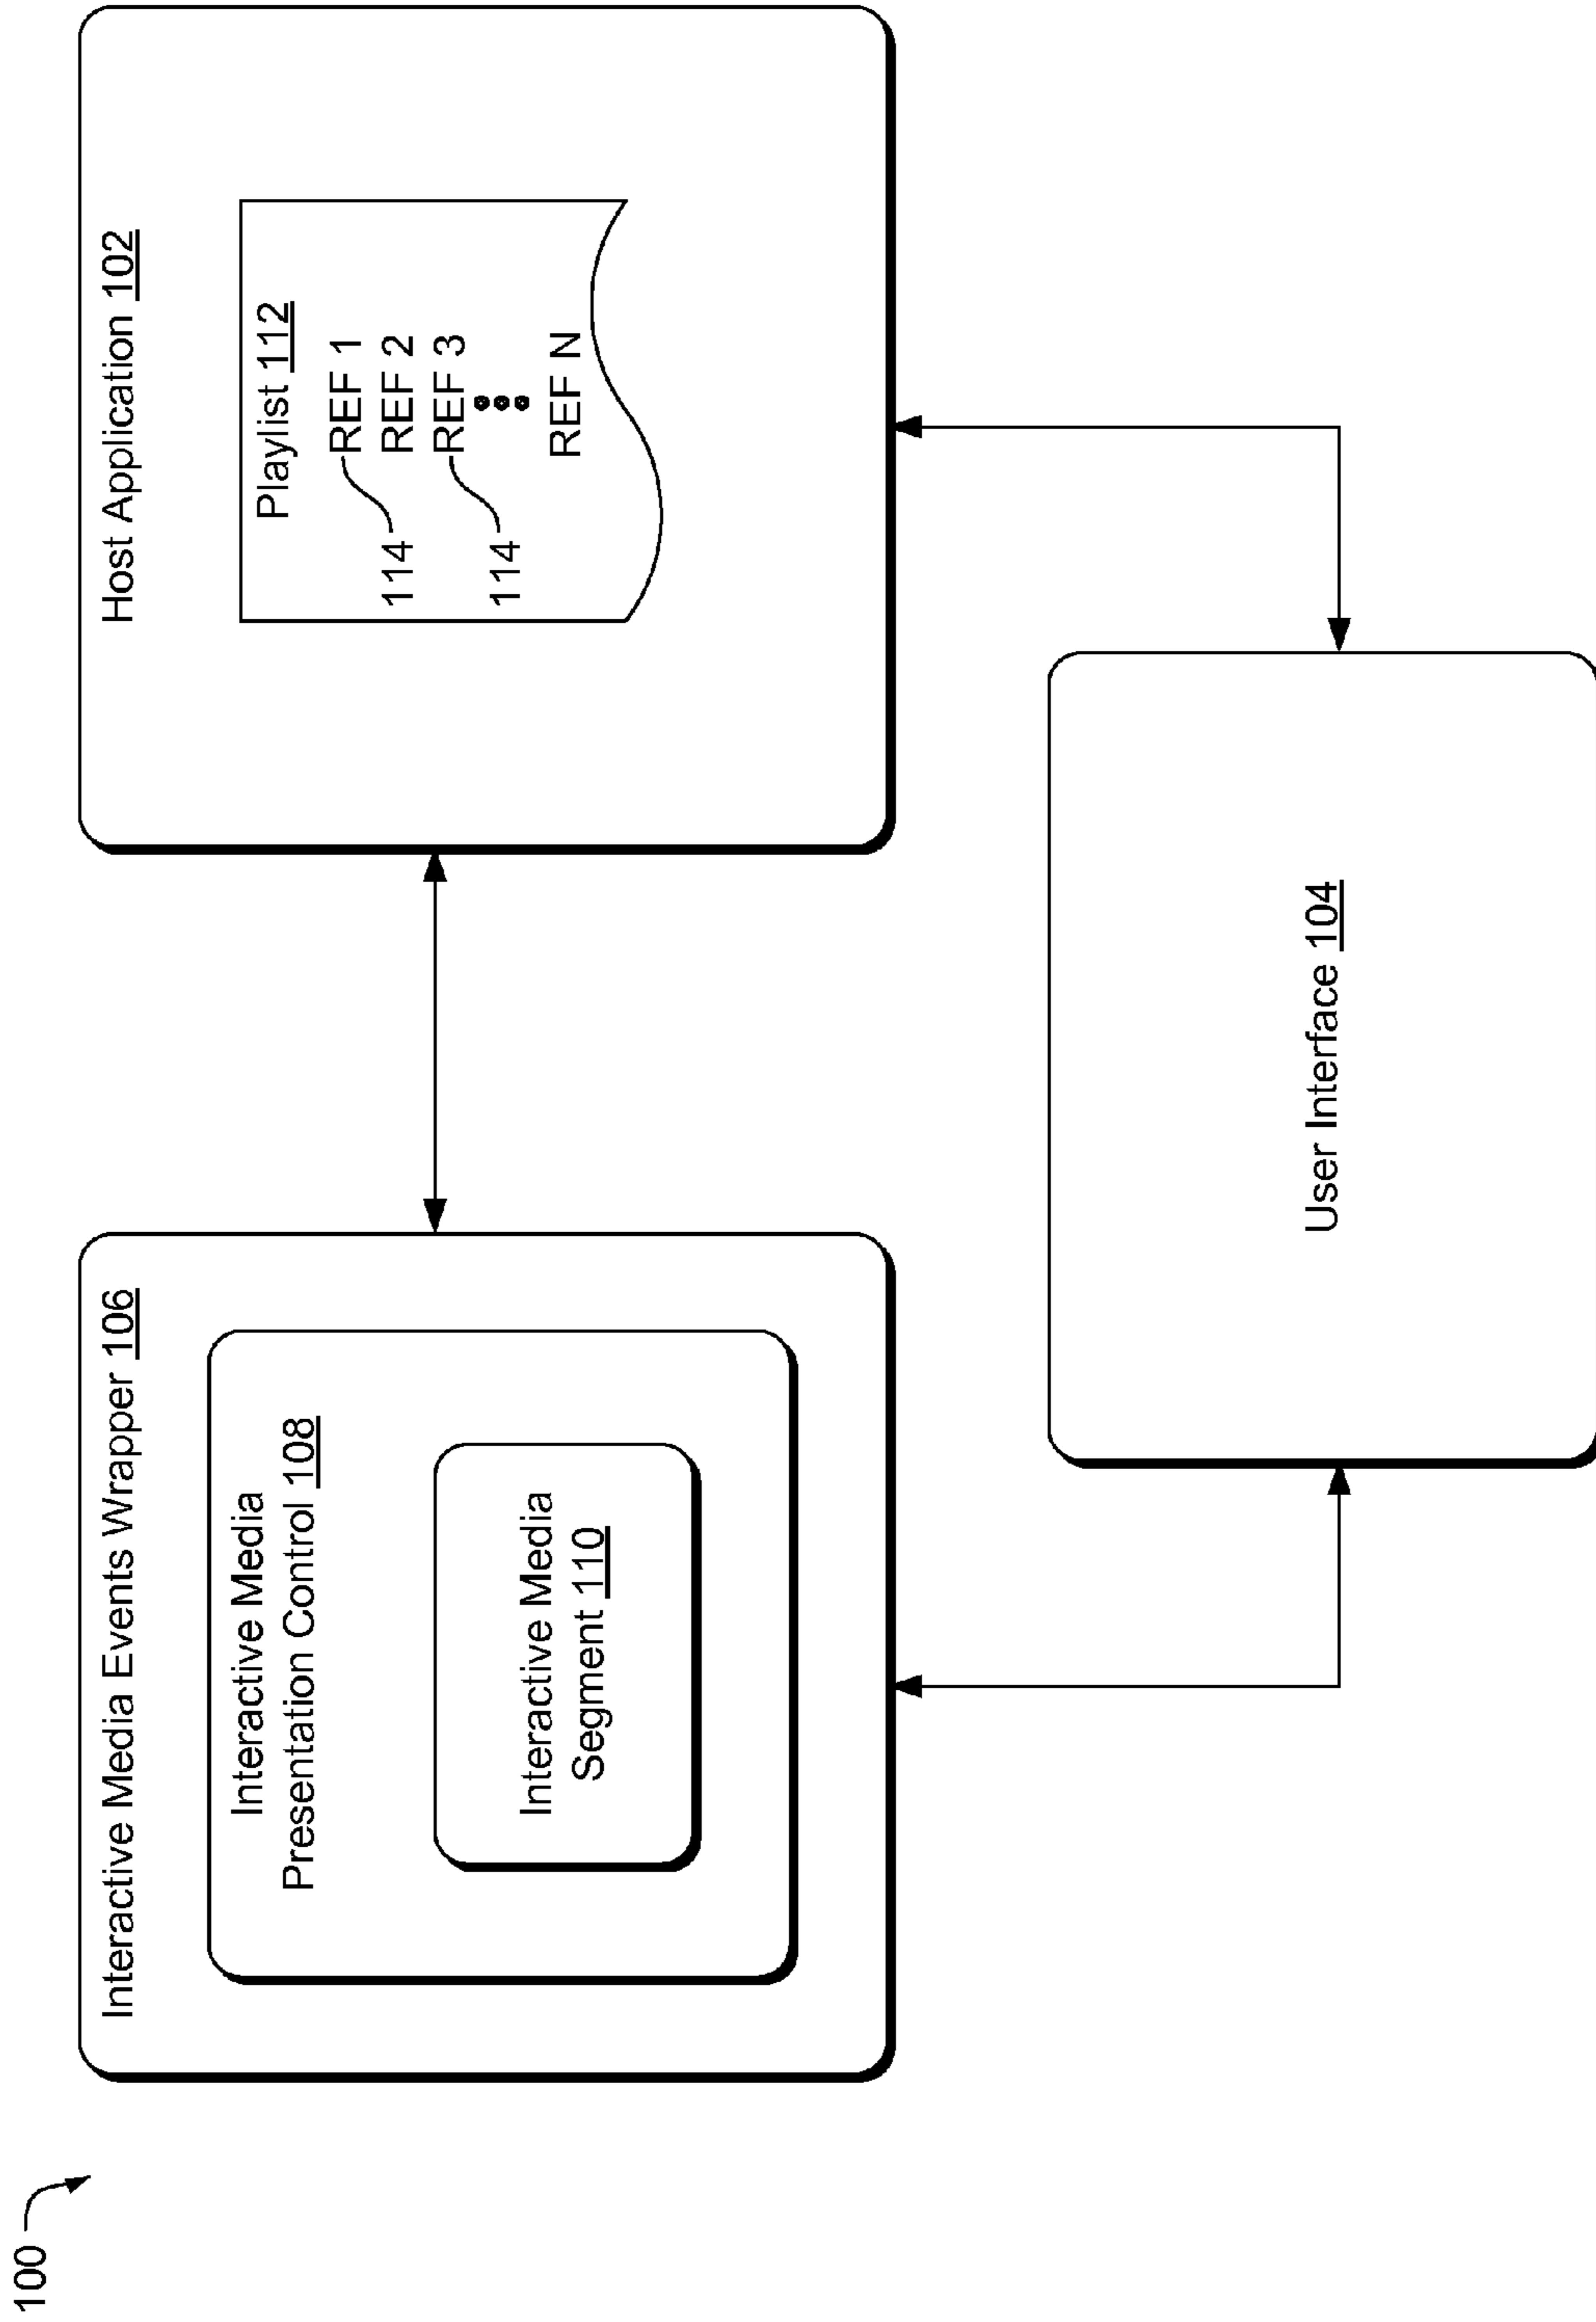 100
Interactive Media Events Wrapper 106
Interactive Media
Presentation Control 108
Interactive Media
Segment 110
Host Application 102
Playlist 112
REF 1
114
REF 2
REF 3
114
REF N
User Interface 104